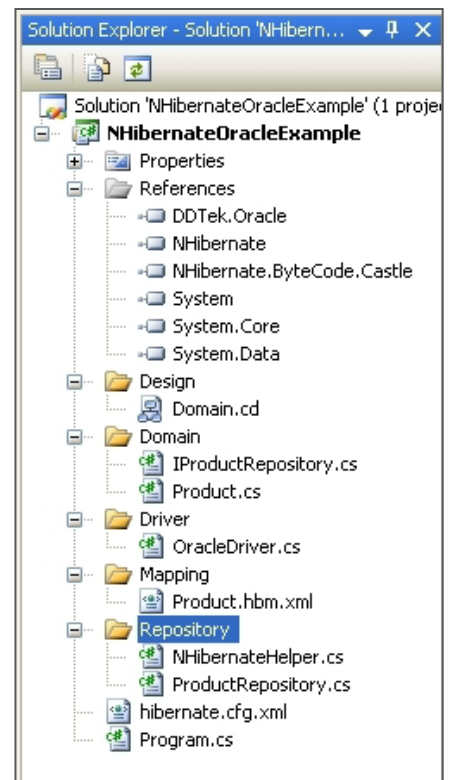 Solution Explorer - Solution 'NHibern...
Solution 'NHibernateOracleExample' (1 proje
NHibernateOracleExample
Properties
References
DDTek.Oracle
NHibernate
NHibernate.ByteCode.Castle
System
System.Core
System.Data
Design
Domain.cd
Domain
IProductRepository.cs
Product.cs
Driver
OracleDriver.cs
Mapping
Product.hbm.xml
Repository
NHibernateHelper.cs
ProductRepository.cs
hibernate.cfg.xml
Program.cs